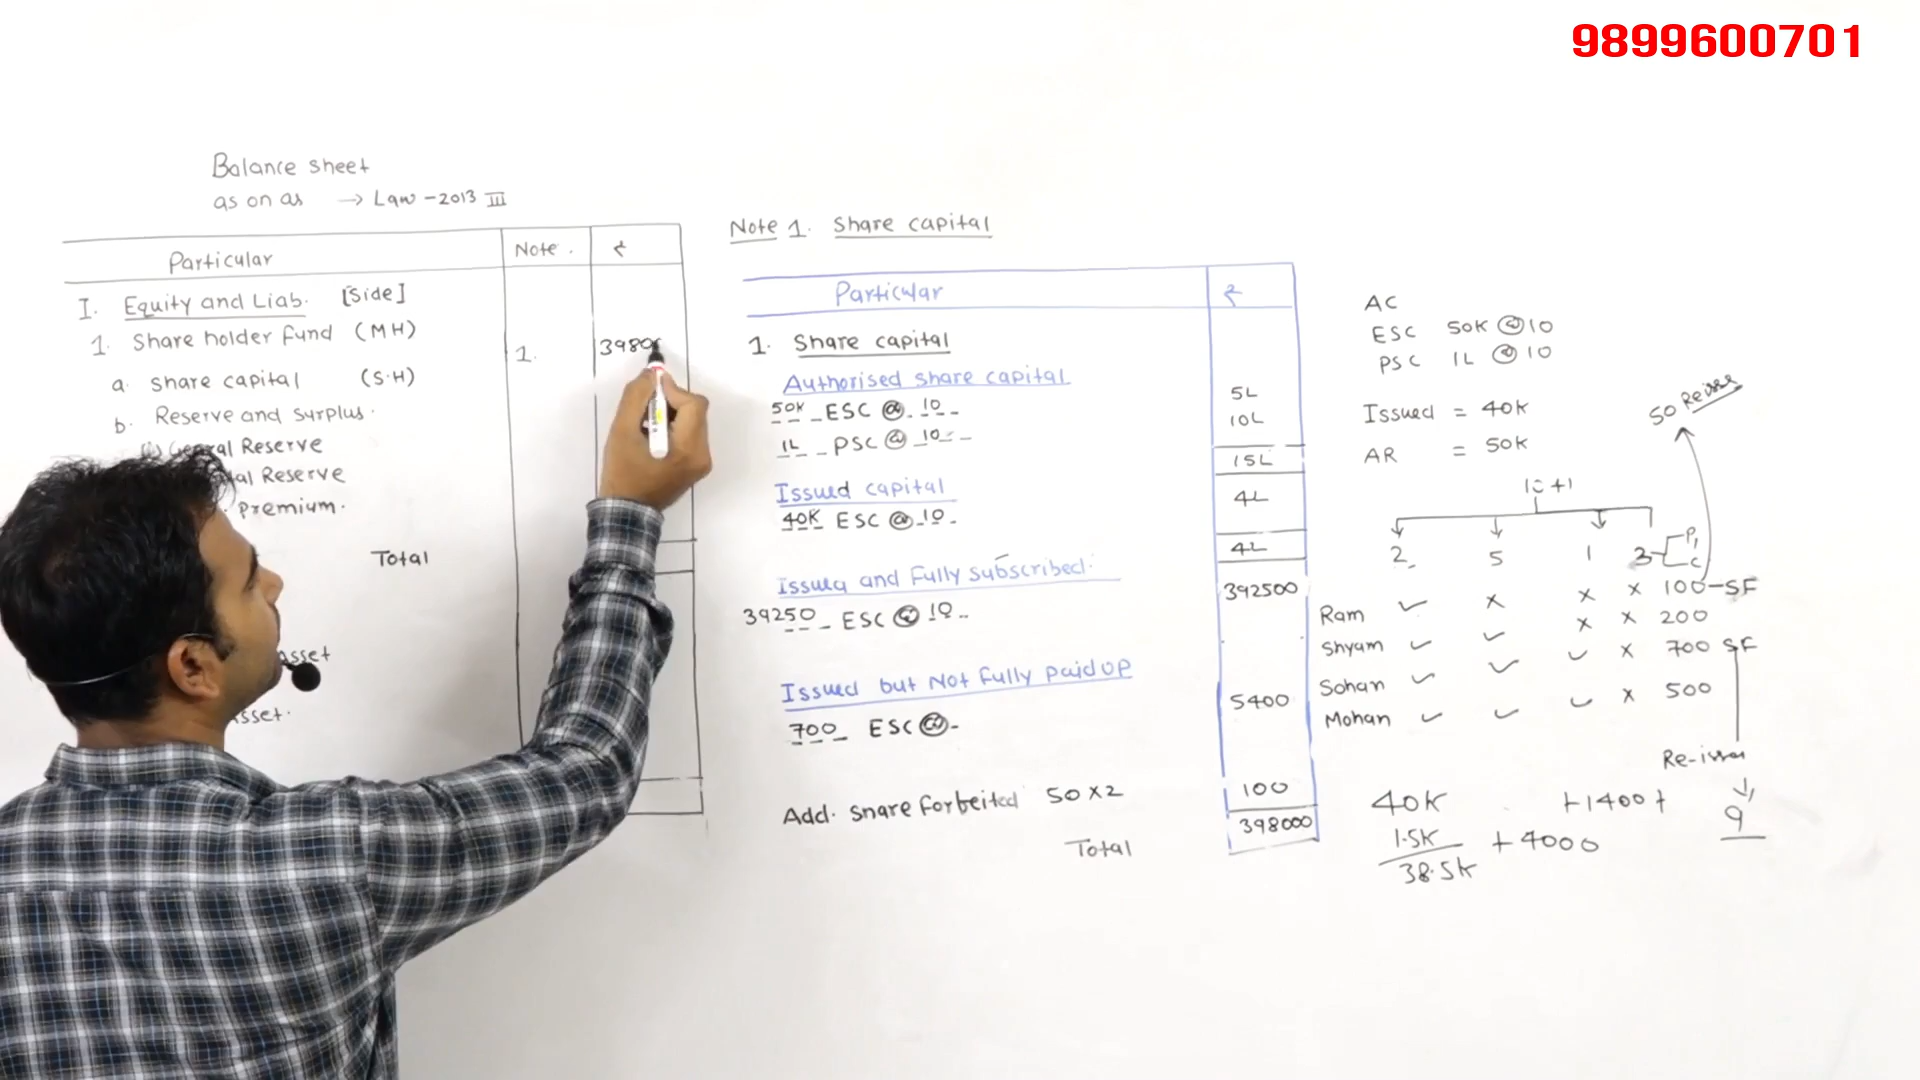 9899600701
Balance sheet
as on as → Law - 2013 III
Particular Note. ₹
I. Equity and Liab. [Side]
1. Share holder fund (MH)
a. Share capital (S.H) 1. 3980
b. Reserve and surplus.
General Reserve
Reserve
Premium.
Total
Asset
Asset.
Note 1. Share capital
Particular ₹
1. Share capital
Authorised share capital
50K ESC @ 10 5L
1L PSC @ 10 10L
15L
Issued capital 4L
40K ESC @ 10
4L
Issued and Fully Subscribed. 392500
39250 ESC @ 10
Issued but Not Fully Paid up
700 ESC @ 5400
Add. Share Forbeited 50 x 2 100
Total 398000
AC
ESC 50K @ 10
PSC 1L @ 10
Issued = 40K
AR = 50K
50 Reissue
10 + 1
2 5 1 3 P, C
Ram ✓ x x x 100 - SF
Shyam ✓ ✓ x x 200
Sohan ✓ ✓ ✓ x 700 SF
Mohan ✓ ✓ ✓ x 500
Re-issue
9
40K +1400+
1.5K + 4000
38.5K